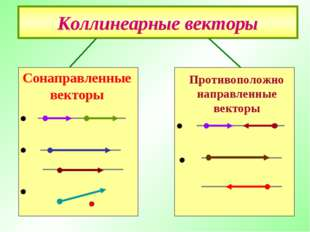 Коллинеарные векторы
Сонаправленные
векторы
Противоположно
направленные
векторы